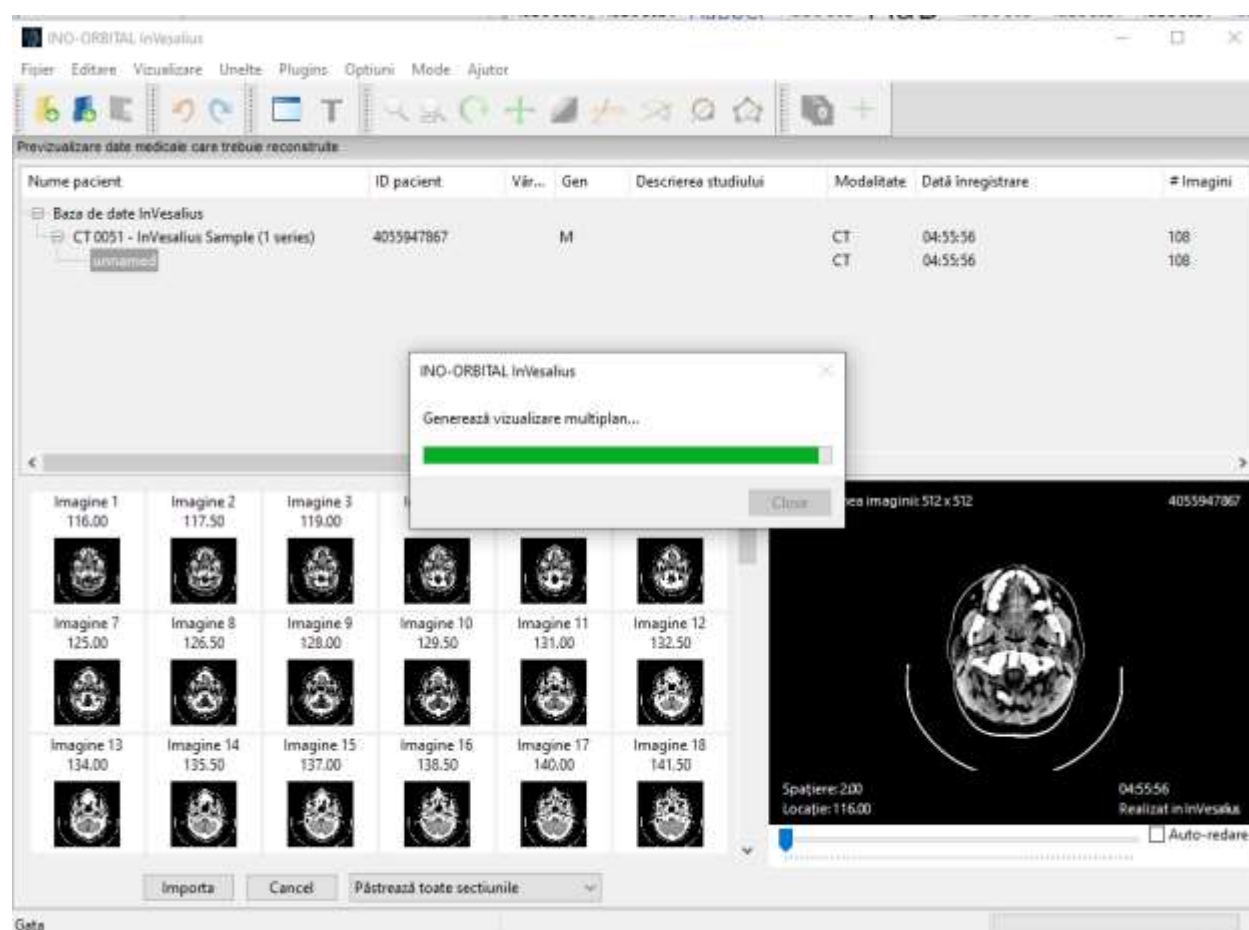 INO-ORBITAL InVesalius
Fișier Editare Vizualizare Unelte Plugins Optiuni Mode Ajutor
Previzualizare date medicale care trebuie reconstruite
Nume pacient ID pacient Vâr... Gen Descrierea studiului Modalitate Dată înregistrare # Imagini
Baza de date InVesalius
CT 0051 - InVesalius Sample (1 series) 4055947867 M CT 04:55:56 108
unnamed CT 04:55:56 108
INO-ORBITAL InVesalius
Generează vizualizare multiplan...
Close
Imagine 1 Imagine 2 Imagine 3
116.00 117.50 119.00
imaginii: 512 x 512 4055947867
Imagine 7 Imagine 8 Imagine 9 Imagine 10 Imagine 11 Imagine 12
125.00 126.50 128.00 129.50 131.00 132.50
Imagine 13 Imagine 14 Imagine 15 Imagine 16 Imagine 17 Imagine 18
134.00 135.50 137.00 138.50 140.00 141.50
Spațiere: 2.00 04:55:56
Locație: 116.00 Realizat in InVesalius
Auto-redare
Importa Cancel Păstrează toate sectiunile
Gata